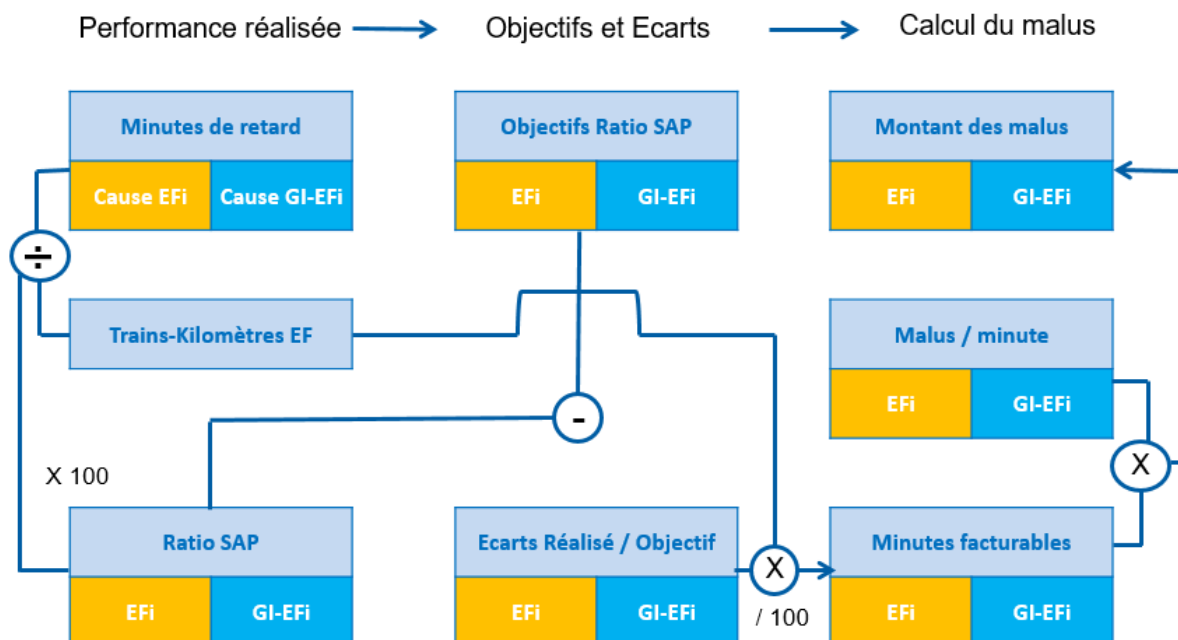 Performance réalisée Objectifs et Ecarts Calcul du malus
Minutes de retard Objectifs Ratio SAP Montant des malus
Cause EFi Cause GI-EFi EFi GI-EFi EFi GI-EFi
÷
Trains-Kilomètres EF Malus / minute
EFi GI-EFi
-
X 100 X
Ratio SAP Ecarts Réalisé / Objectif X Minutes facturables
EFi GI-EFi EFi GI-EFi / 100 EFi GI-EFi